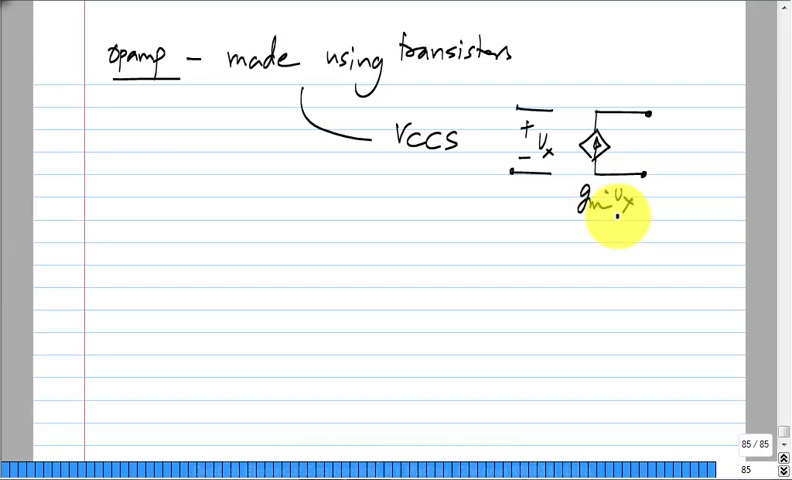 opamp - made using transistors
VCCS
+
Vx
-
gm·Vx
85 / 85
85